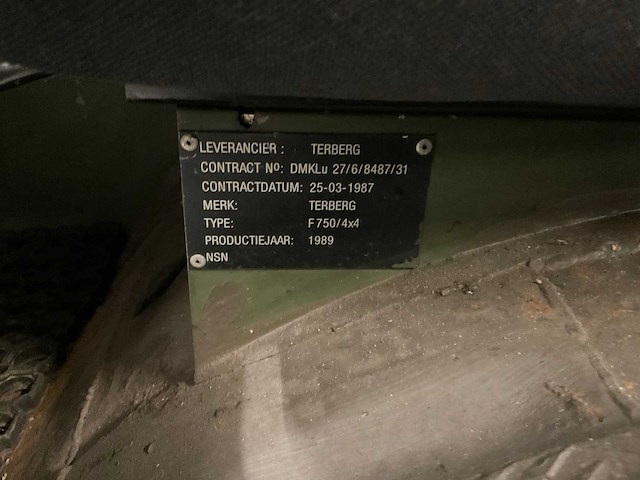 LEVERANCIER : TERBERG
CONTRACT Nº: DMKLu 27/6/8487/31
CONTRACTDATUM: 25-03-1987
MERK: TERBERG
TYPE: F750/4x4
PRODUCTIEJAAR: 1989
NSN